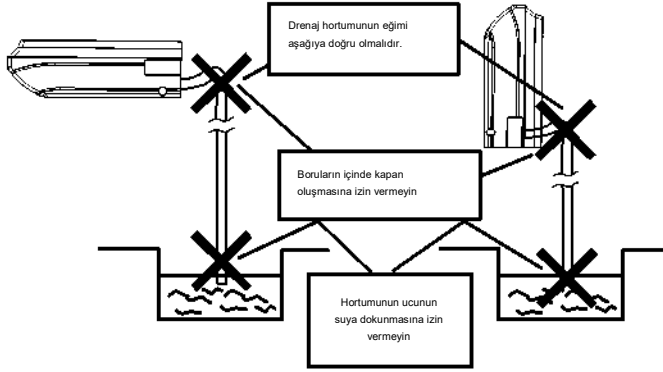 Drenaj hortumunun eğimi
aşağıya doğru olmalıdır.
Boruların içinde kapan
oluşmasına izin vermeyin
Hortumunun ucunun
suya dokunmasına izin
vermeyin